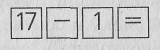 17 − 1 =